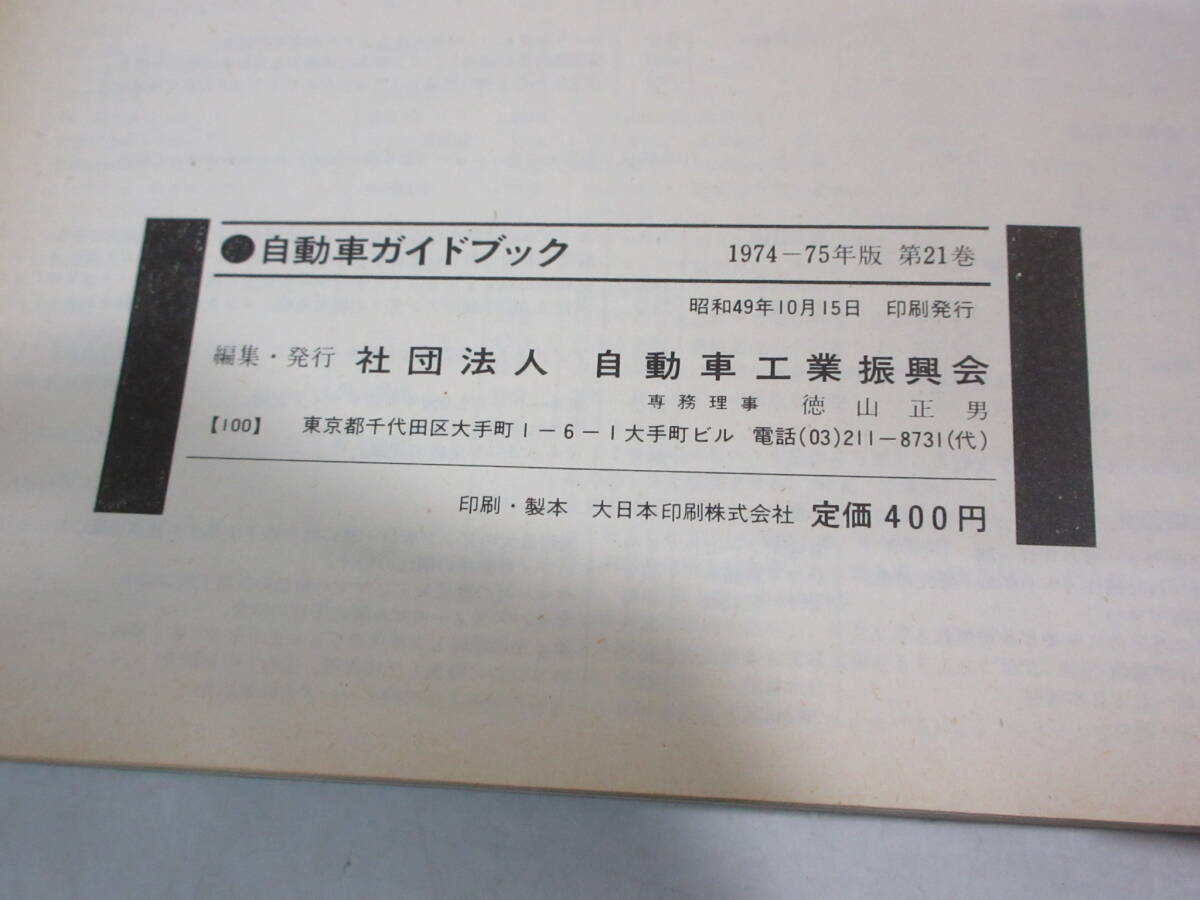 ●自動車ガイドブック 1974－75年版 第21巻
昭和49年10月15日 印刷発行
編集・発行 社団法人 自動車工業振興会
専務理事 徳山正男
【100】 東京都千代田区大手町1－6－1大手町ビル 電話(03)211－8731(代)
印刷・製本 大日本印刷株式会社 定価400円